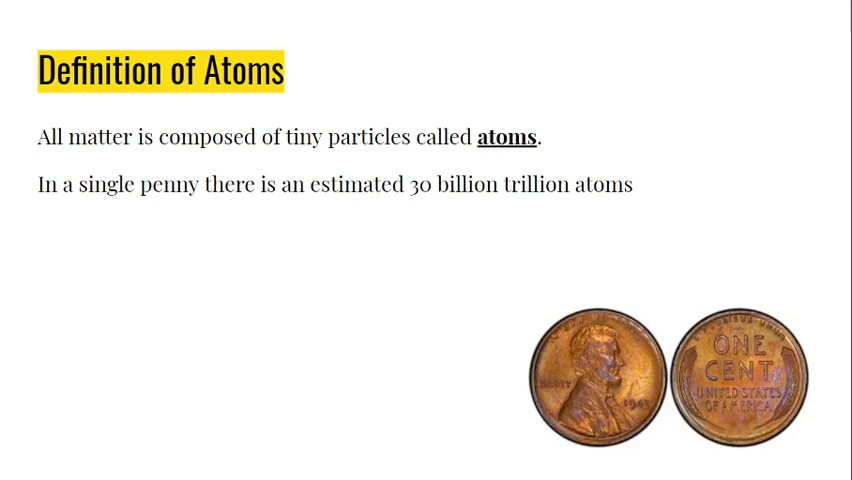 Definition of Atoms
All matter is composed of tiny particles called atoms.
In a single penny there is an estimated 30 billion trillion atoms
LIBERTY
ONE
CENT
UNITED STATES
OF AMERICA